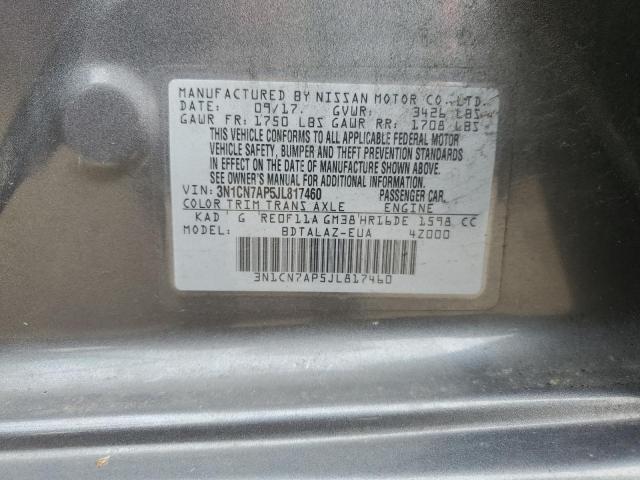 MANUFACTURED BY NISSAN MOTOR CO., LTD.
DATE: 09/17. GVWR: 3426 LBS
GAWR FR: 1750 LBS GAWR RR: 1708 LBS
THIS VEHICLE CONFORMS TO ALL APPLICABLE FEDERAL MOTOR
VEHICLE SAFETY, BUMPER AND THEFT PREVENTION STANDARDS
IN EFFECT ON THE DATE OF MANUFACTURE SHOWN ABOVE.
SEE OWNER'S MANUAL FOR ADDITIONAL INFORMATION.
VIN: 3N1CN7AP5JL817460 PASSENGER CAR.
COLOR TRIM TRANS AXLE ENGINE
KAD G RE0F11A GM38 HR16DE 1598 CC
MODEL: BDTALAZ-EUA 4Z000
3N1CN7AP5JL817460